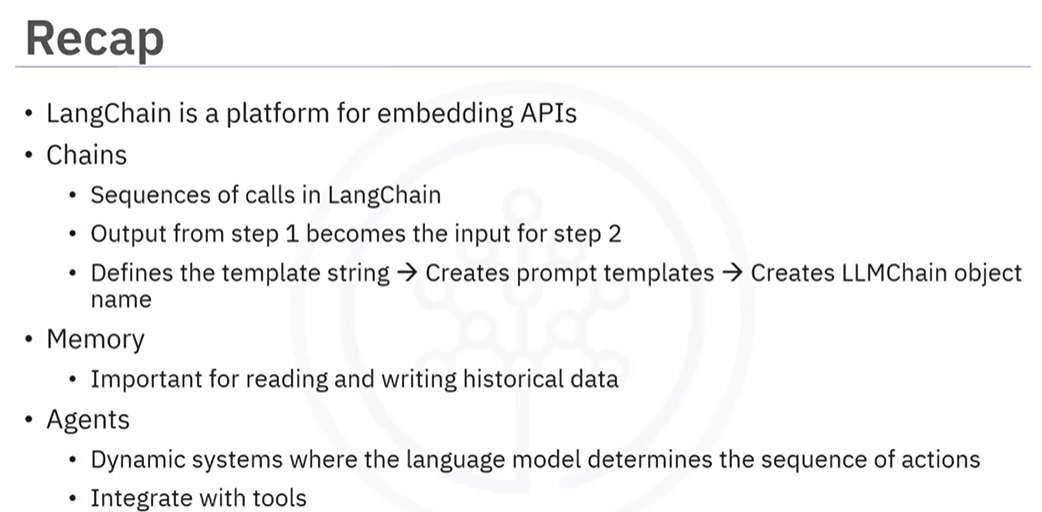 Recap
• LangChain is a platform for embedding APIs
• Chains
• Sequences of calls in LangChain
• Output from step 1 becomes the input for step 2
• Defines the template string → Creates prompt templates → Creates LLMChain object
name
• Memory
• Important for reading and writing historical data
• Agents
• Dynamic systems where the language model determines the sequence of actions
• Integrate with tools